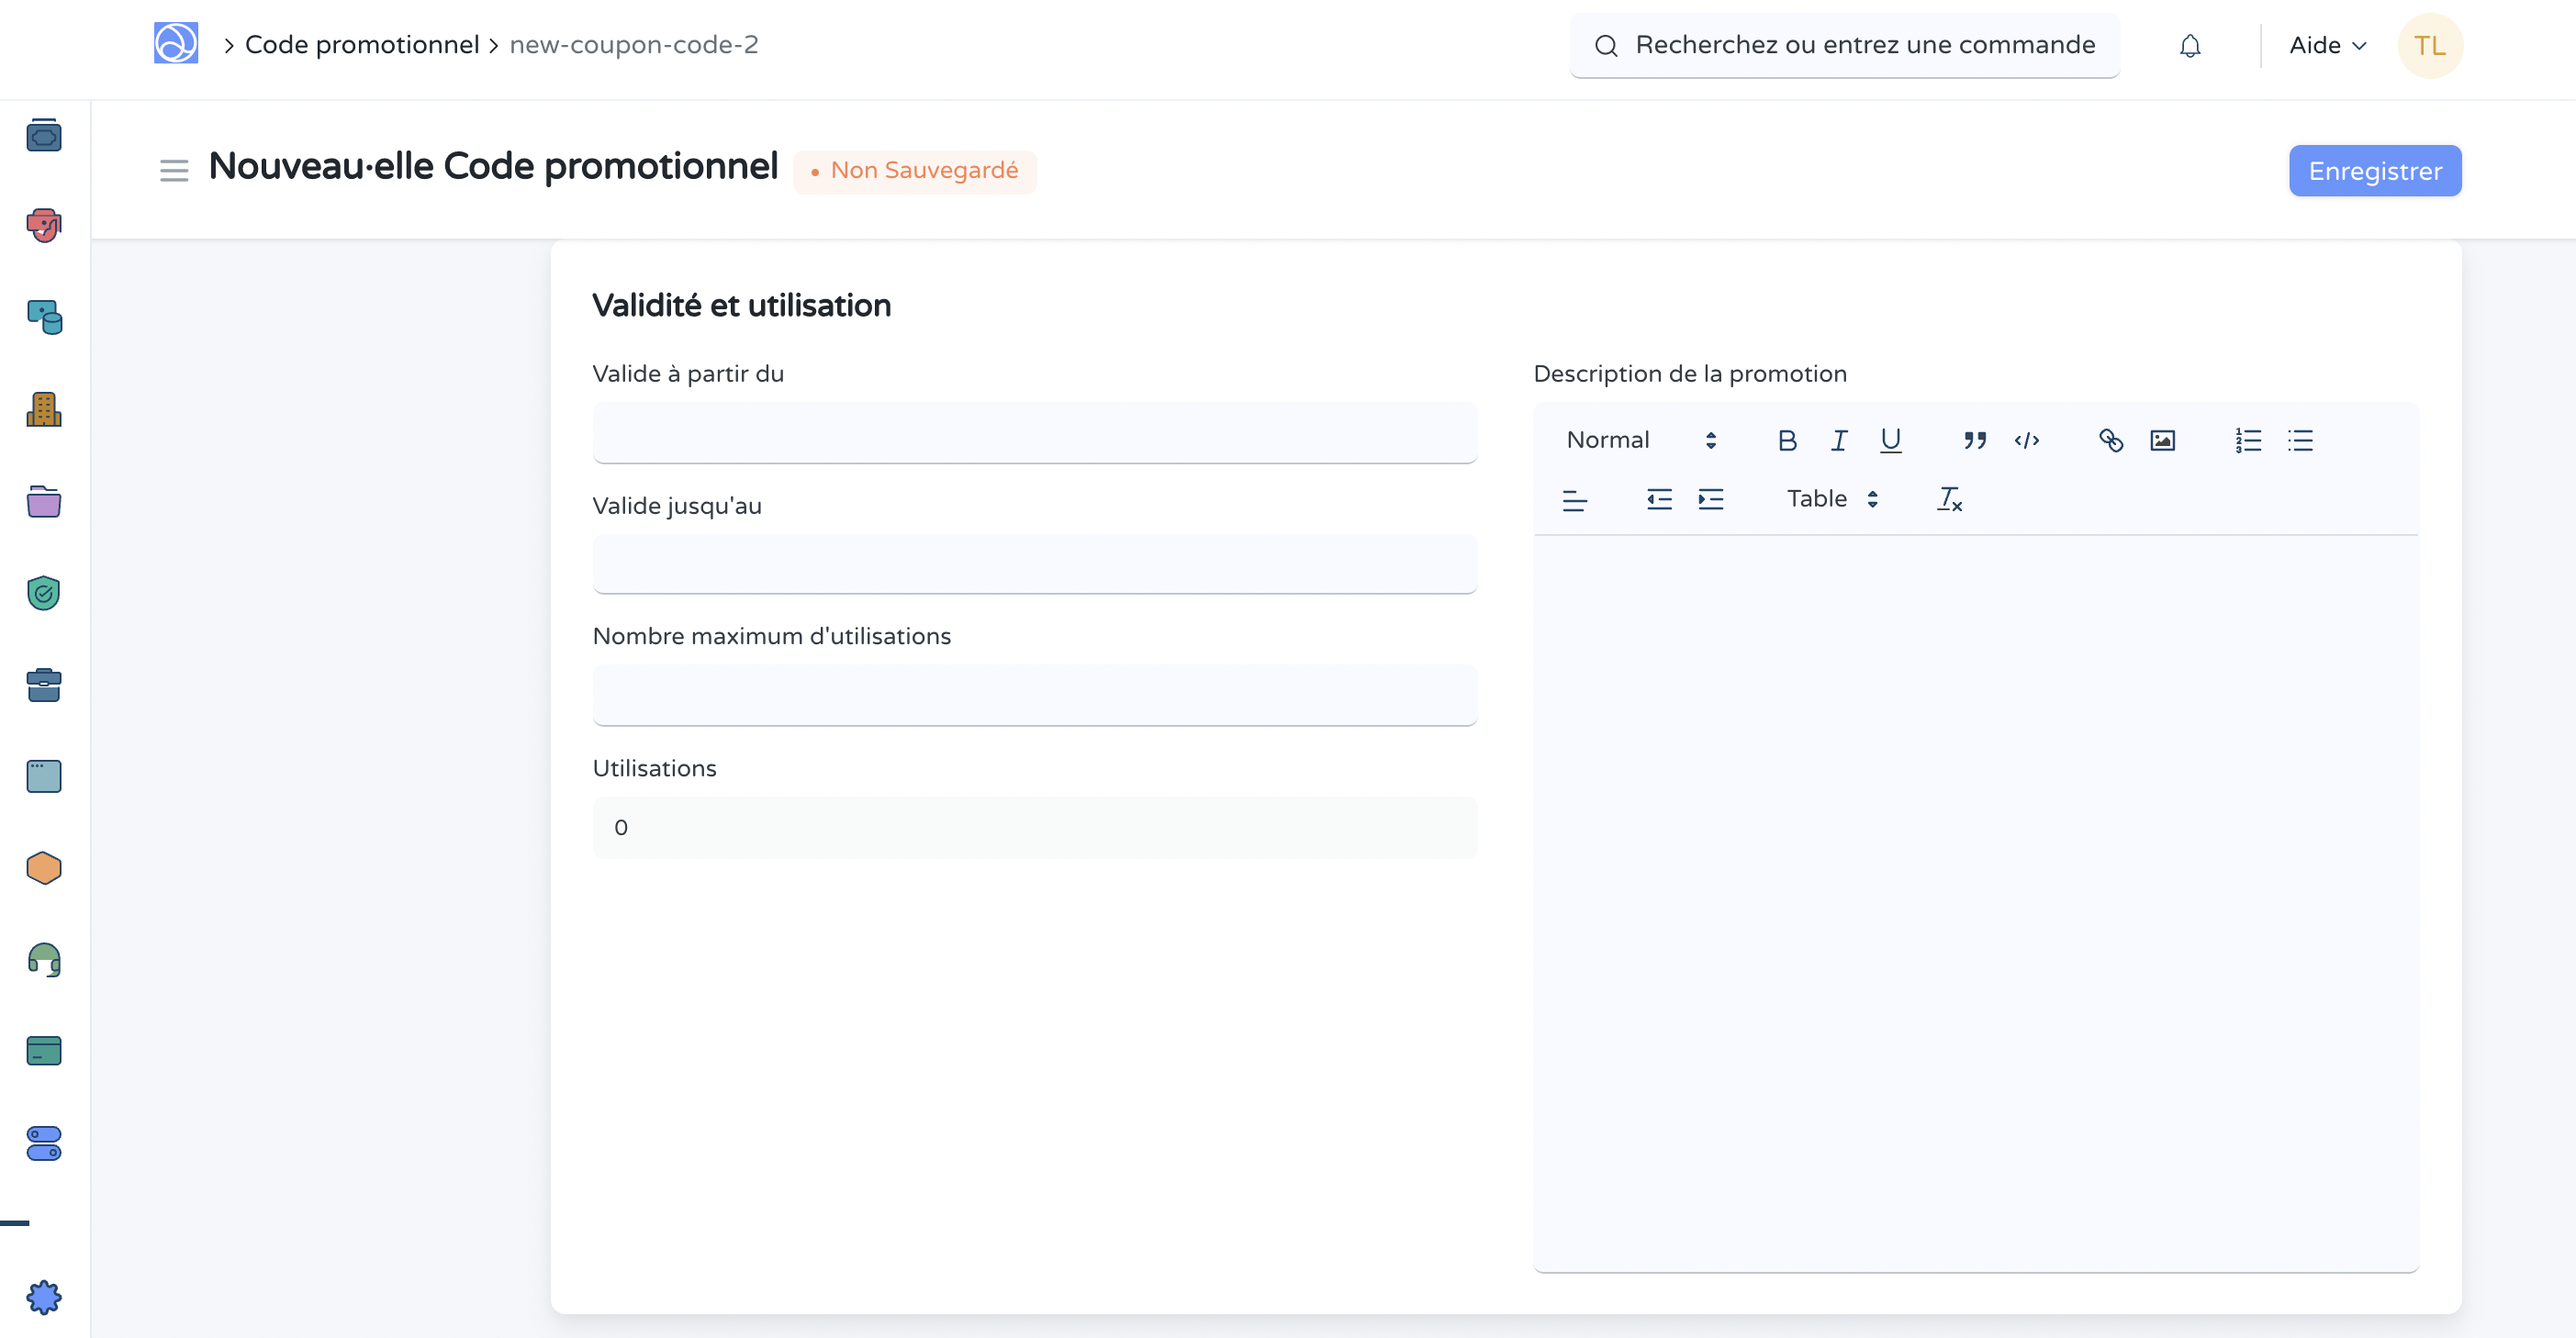 Code promotionnel new-coupon-code-2
Recherchez ou entrez une commande
Aide
TL
Nouveau·elle Code promotionnel
Non Sauvegardé
Enregistrer
Validité et utilisation
Valide à partir du
Valide jusqu'au
Nombre maximum d'utilisations
Utilisations
0
Description de la promotion
Normal
Table